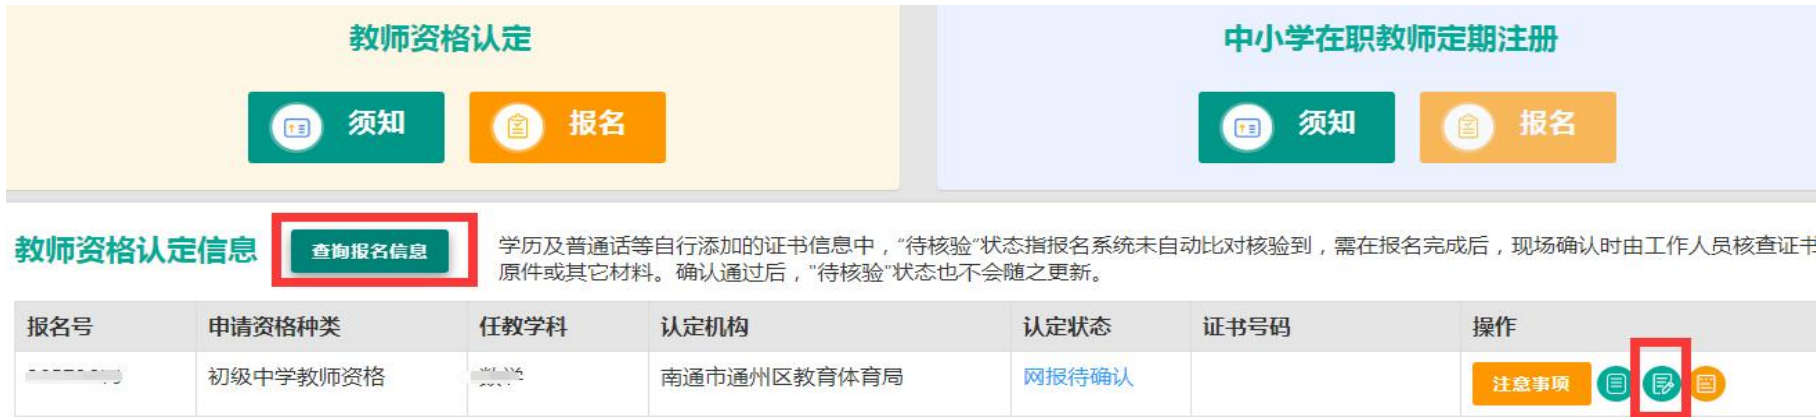 教师资格认定
中小学在职教师定期注册
须知
报名
须知
报名
教师资格认定信息
查询报名信息
学历及普通话等自行添加的证书信息中，“待核验”状态指报名系统未自动比对核验到，需在报名完成后，现场确认时由工作人员核查证书
原件或其它材料。确认通过后，"待核验"状态也不会随之更新。
报名号 申请资格种类 任教学科 认定机构 认定状态 证书号码 操作
初级中学教师资格 南通市通州区教育体育局 网报待确认 注意事项